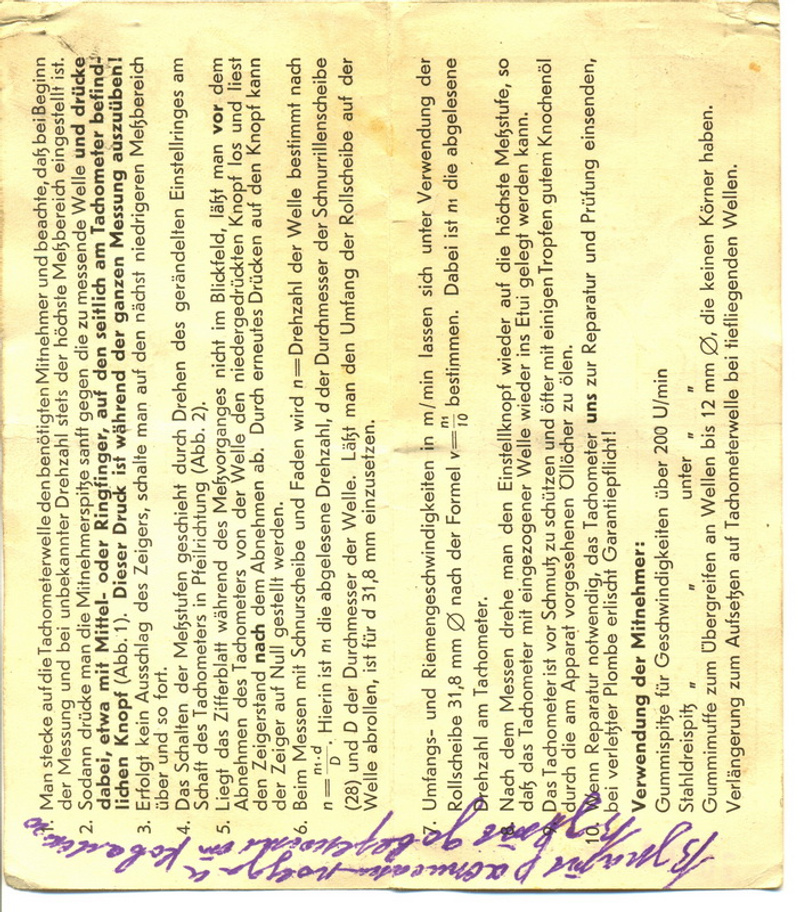 1. Man stecke auf die Tachometerwelle den benötigten Mitnehmer und beachte, daß bei Beginn
der Messung und bei unbekannter Drehzahl stets der höchste Meßbereich eingestellt ist.
2. Sodann drücke man die Mitnehmerspitze sanft gegen die zu messende Welle und drücke
dabei, etwa mit Mittel- oder Ringfinger, auf den seitlich am Tachometer befind-
lichen Knopf (Abb. 1). Dieser Druck ist während der ganzen Messung auszuüben!
3. Erfolgt kein Ausschlag des Zeigers, schalte man auf den nächst niedrigeren Meßbereich
über und so fort.
4. Das Schalten der Meßstufen geschieht durch Drehen des gerändelten Einstellringes am
Schaft des Tachometers in Pfeilrichtung (Abb. 2).
5. Liegt das Zifferblatt während des Meßvorganges nicht im Blickfeld, läßt man vor dem
Abnehmen des Tachometers von der Welle den niedergedrückten Knopf los und liest
den Zeigerstand nach dem Abnehmen ab. Durch erneutes Drücken auf den Knopf kann
der Zeiger auf Null gestellt werden.
6. Beim Messen mit Schnurscheibe und Faden wird n = Drehzahl der Welle bestimmt nach
n = n₁·d/D. Hierin ist n₁ die abgelesene Drehzahl, d der Durchmesser der Schnurrillenscheibe
(28) und D der Durchmesser der Welle. Läßt man den Umfang der Rollscheibe auf der
Welle abrollen, ist für d 31,8 mm einzusetzen.
7. Umfangs- und Riemengeschwindigkeiten in m/min lassen sich unter Verwendung der
Rollscheibe 31,8 mm Ø nach der Formel v = n₁/10 bestimmen. Dabei ist n₁ die abgelesene
Drehzahl am Tachometer.
8. Nach dem Messen drehe man den Einstellknopf wieder auf die höchste Meßstufe, so
daß das Tachometer mit eingezogener Welle wieder ins Etui gelegt werden kann.
9. Das Tachometer ist vor Schmutz zu schützen und öfter mit einigen Tropfen gutem Knochenöl
durch die am Apparat vorgesehenen Öllöcher zu ölen.
10. Wenn Reparatur notwendig, das Tachometer uns zur Reparatur und Prüfung einsenden,
bei verletzter Plombe erlischt Garantiepflicht!
Verwendung der Mitnehmer:
Gummispitze für Geschwindigkeiten über 200 U/min
Stahldreispitz " " unter " "
Gummimuffe zum Übergreifen an Wellen bis 12 mm Ø, die keinen Körner haben.
Verlängerung zum Aufsetzen auf Tachometerwelle bei tiefliegenden Wellen.